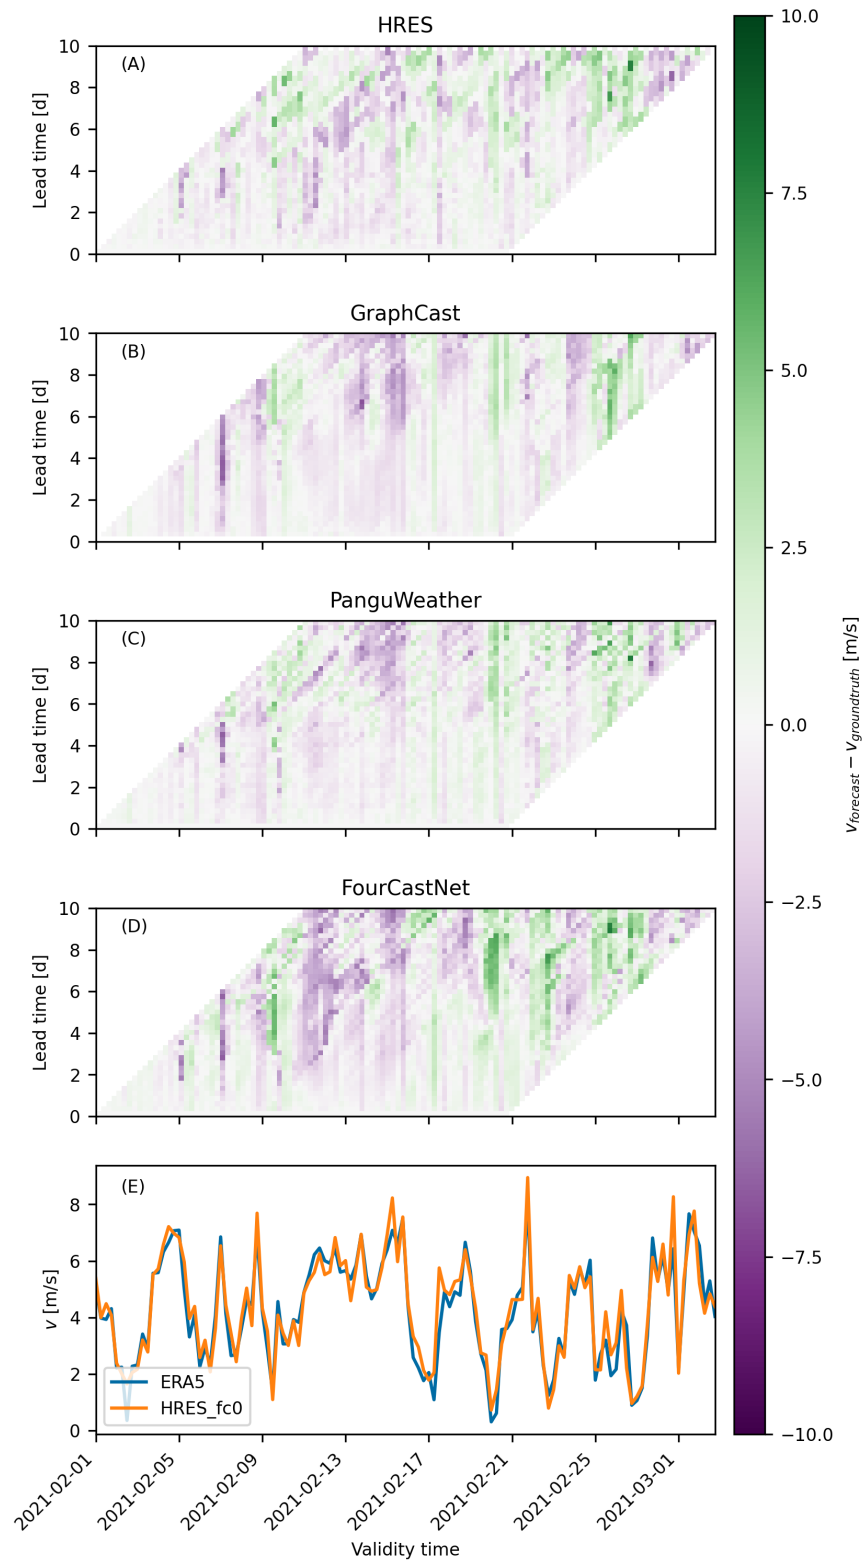 HRES
(A)
10
8
6
4
2
0
Lead time [d]
GraphCast
(B)
10
8
6
4
2
0
Lead time [d]
PanguWeather
(C)
10
8
6
4
2
0
Lead time [d]
FourCastNet
(D)
10
8
6
4
2
0
Lead time [d]
(E)
8
6
4
2
0
v [m/s]
ERA5
HRES_fc0
2021-02-01
2021-02-05
2021-02-09
2021-02-13
2021-02-17
2021-02-21
2021-02-25
2021-03-01
Validity time
10.0
7.5
5.0
2.5
0.0
−2.5
−5.0
−7.5
−10.0
v_forecast − v_groundtruth [m/s]